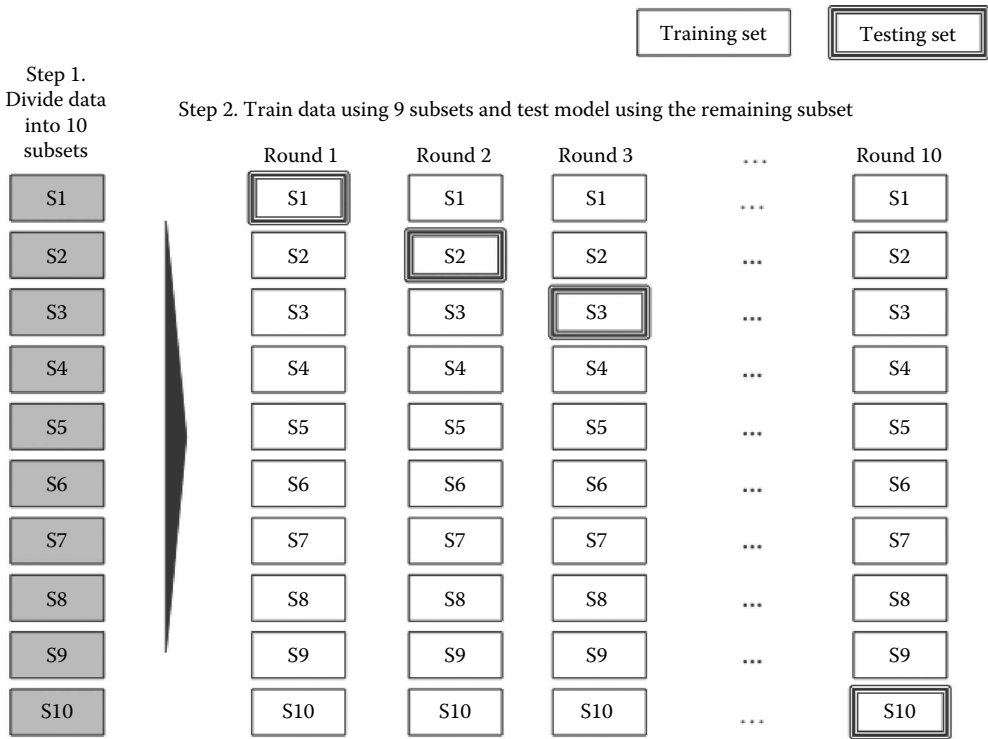 Training set Testing set
Step 1.
Divide data
into 10
subsets
Step 2. Train data using 9 subsets and test model using the remaining subset
Round 1 Round 2 Round 3 ... Round 10
S1 S1 S1 S1 ... S1
S2 S2 S2 S2 ... S2
S3 S3 S3 S3 ... S3
S4 S4 S4 S4 ... S4
S5 S5 S5 S5 ... S5
S6 S6 S6 S6 ... S6
S7 S7 S7 S7 ... S7
S8 S8 S8 S8 ... S8
S9 S9 S9 S9 ... S9
S10 S10 S10 S10 ... S10